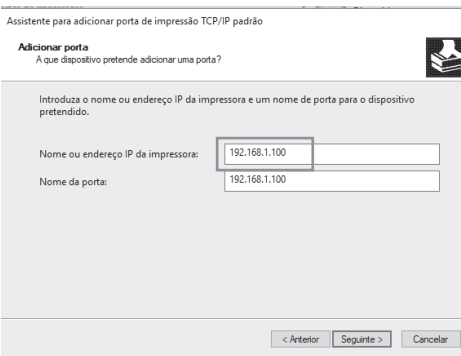 Assistente para adicionar porta de impressão TCP/IP padrão
Adicionar porta
A que dispositivo pretende adicionar uma porta?
Introduza o nome ou endereço IP da impressora e um nome de porta para o dispositivo
pretendido.
Nome ou endereço IP da impressora:
192.168.1.100
Nome da porta:
192.168.1.100
< Anterior
Seguinte >
Cancelar